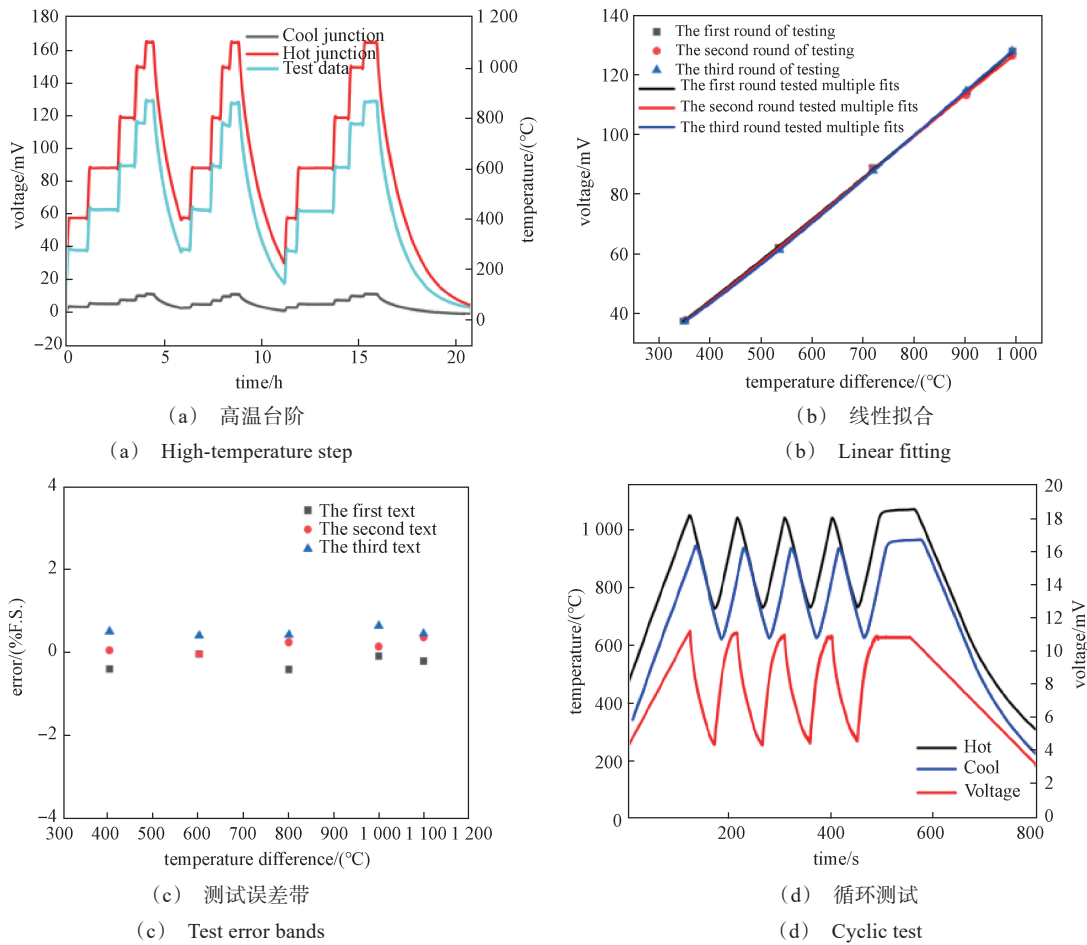 180
160
140
120
100
80
60
40
20
0
−20
voltage/mV
Cool junction
Hot junction
Test data
1 200
1 000
800
600
400
200
0
temperature/(℃)
0
5
10
15
20
time/h
（a） 高温台阶
（a） High-temperature step
140
120
100
80
60
40
voltage/mV
The first round of testing
The second round of testing
The third round of testing
The first round tested multiple fits
The second round tested multiple fits
The third round tested multiple fits
300
400
500
600
700
800
900
1 000
temperature difference/(℃)
（b） 线性拟合
（b） Linear fitting
4
2
0
−2
−4
error/(%F.S.)
The first text
The second text
The third text
300
400
500
600
700
800
900
1 000
1 100
1 200
temperature difference/(℃)
（c） 测试误差带
（c） Test error bands
1 000
800
600
400
200
0
temperature/(℃)
Hot
Cool
Voltage
20
18
16
14
12
10
8
6
4
2
0
voltage/mV
200
400
600
800
time/s
（d） 循环测试
（d） Cyclic test